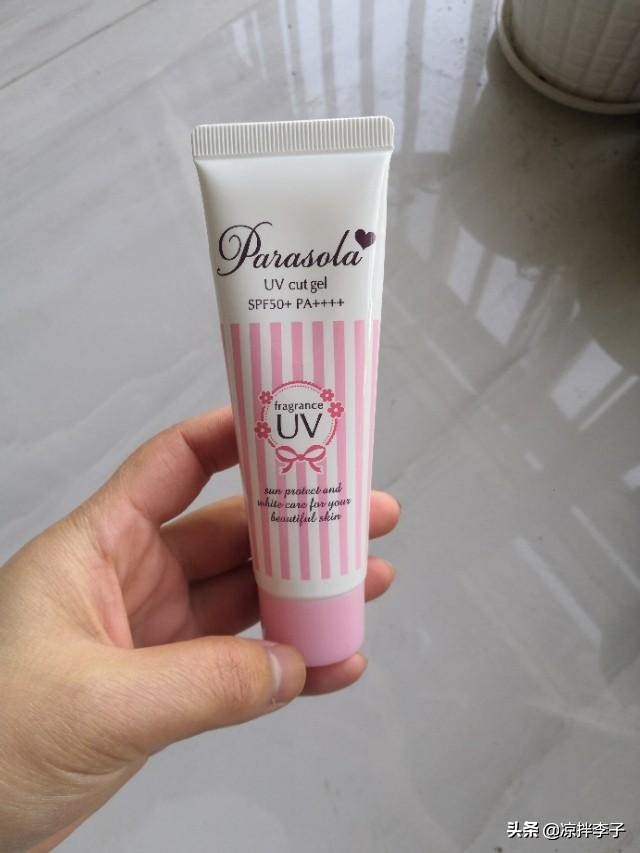 Parasola
UV cut gel
SPF50+ PA++++
fragrance
UV
sun protect and
white care for your
beautiful skin
头条 @凉拌李子